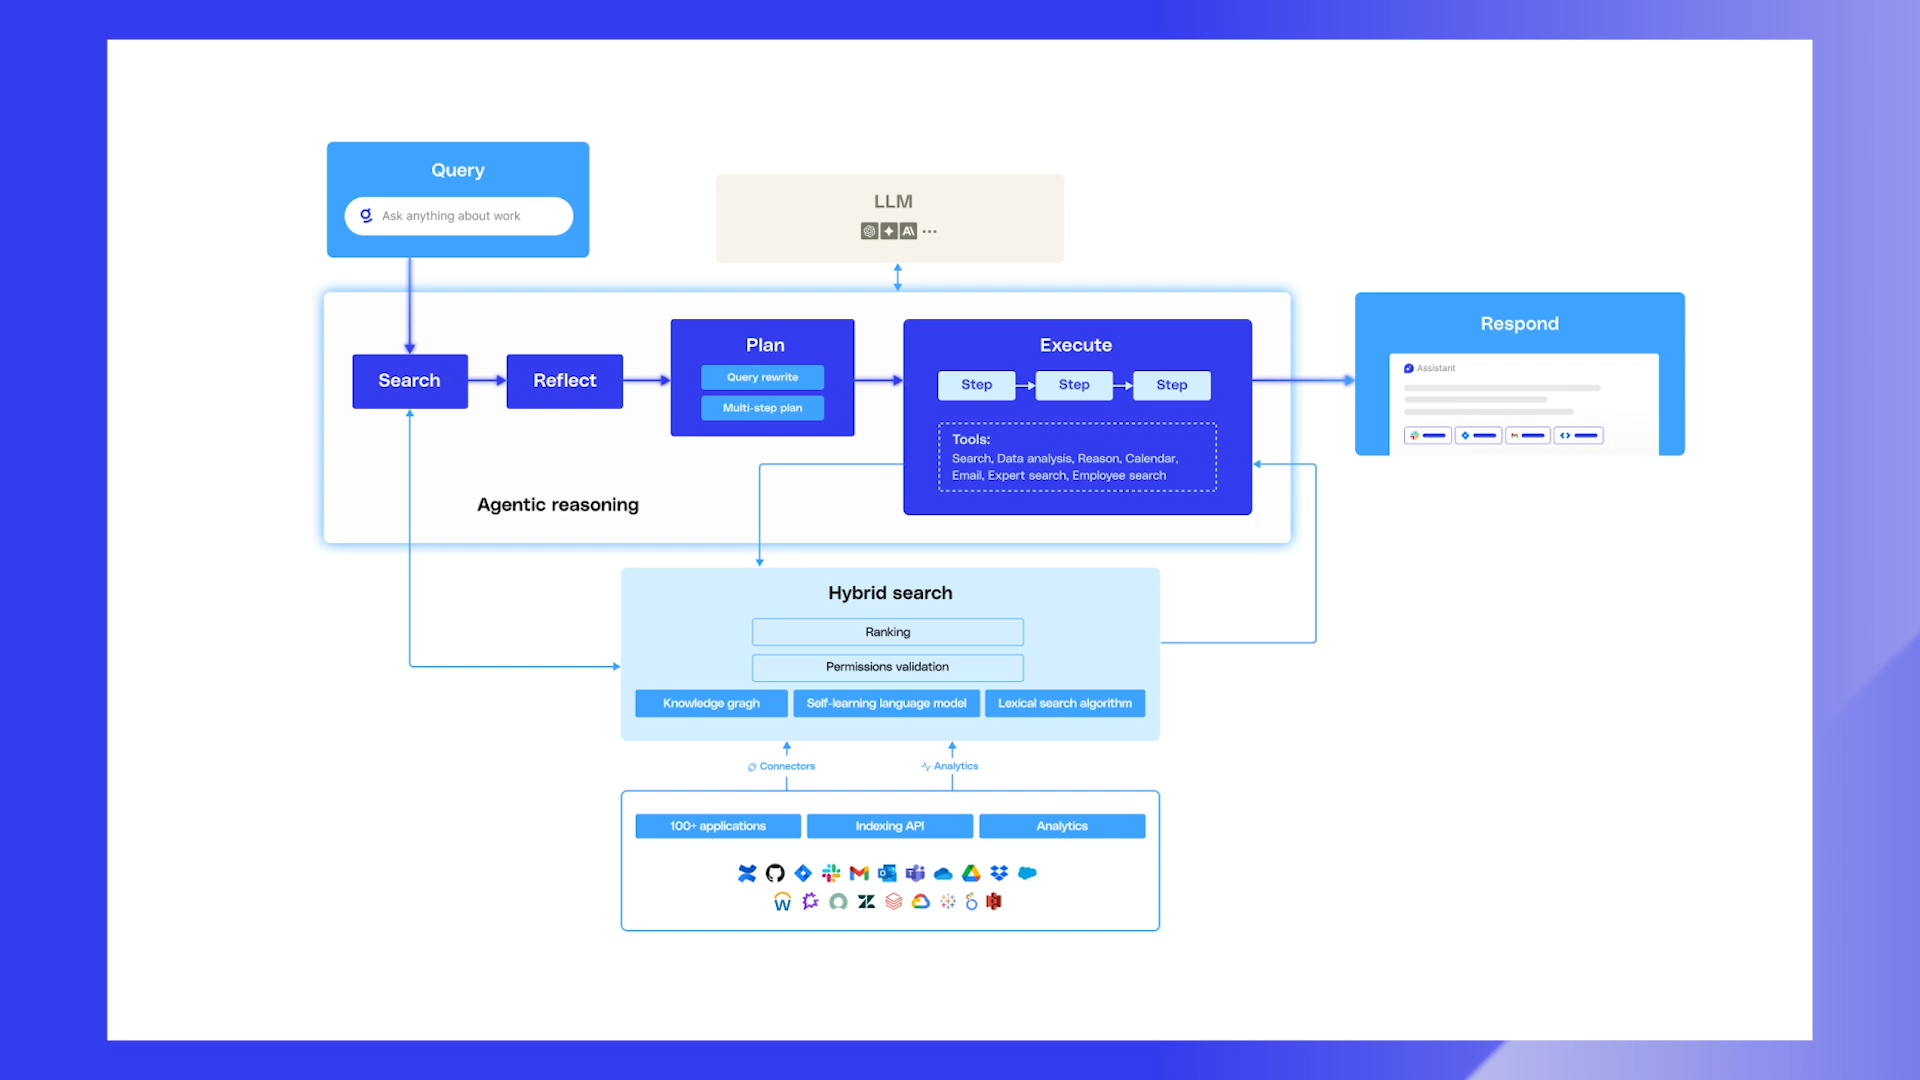 Query
Ask anything about work
LLM
Search
Reflect
Plan
Query rewrite
Multi-step plan
Execute
Step
Step
Step
Tools:
Search, Data analysis, Reason, Calendar,
Email, Expert search, Employee search
Respond
Assistant
Agentic reasoning
Hybrid search
Ranking
Permissions validation
Knowledge gragh
Self-learning language model
Lexical search algorithm
Connectors
Analytics
100+ applications
Indexing API
Analytics